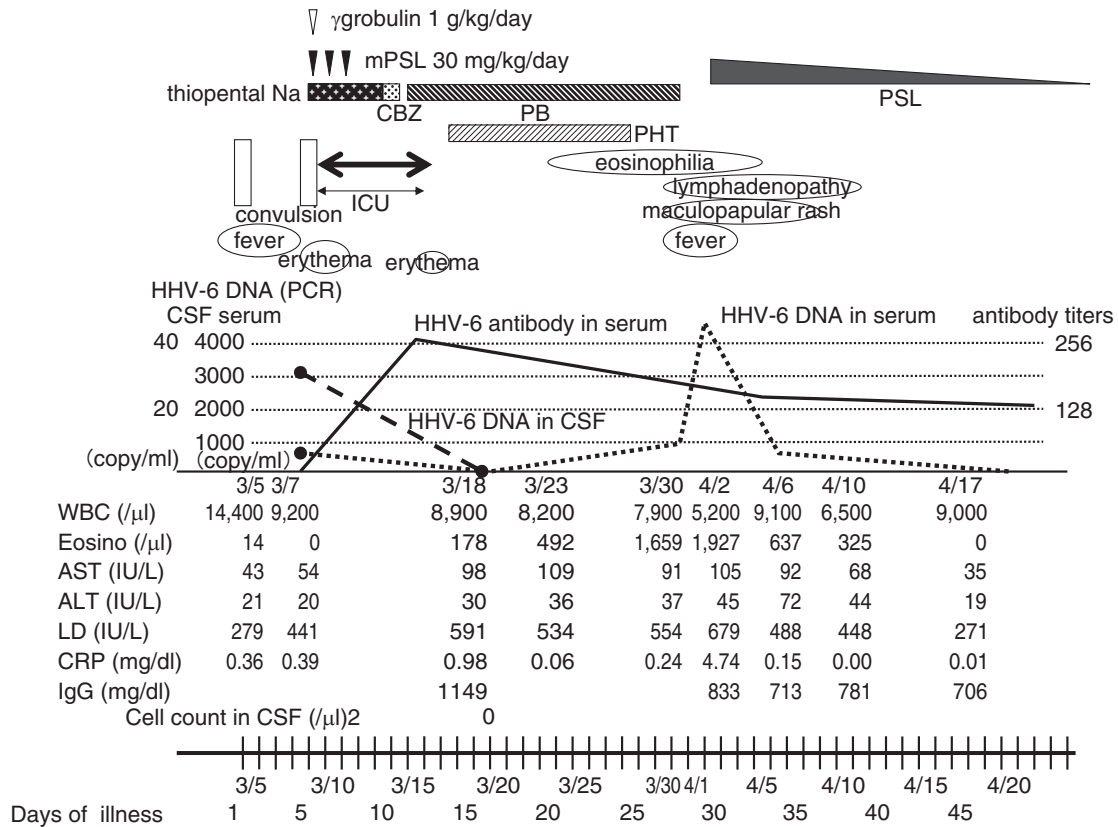 γgrobulin 1 g/kg/day
mPSL 30 mg/kg/day
thiopental Na
CBZ
PB
PSL
PHT
eosinophilia
lymphadenopathy
ICU
convulsion
maculopapular rash
fever
fever
erythema
erythema
HHV-6 DNA (PCR)
CSF serum
HHV-6 antibody in serum
HHV-6 DNA in serum
antibody titers
40 4000
256
3000
20 2000
128
HHV-6 DNA in CSF
1000
(copy/ml) (copy/ml)
3/5 3/7 3/18 3/23 3/30 4/2 4/6 4/10 4/17
WBC (/μl) 14,400 9,200 8,900 8,200 7,900 5,200 9,100 6,500 9,000
Eosino (/μl) 14 0 178 492 1,659 1,927 637 325 0
AST (IU/L) 43 54 98 109 91 105 92 68 35
ALT (IU/L) 21 20 30 36 37 45 72 44 19
LD (IU/L) 279 441 591 534 554 679 488 448 271
CRP (mg/dl) 0.36 0.39 0.98 0.06 0.24 4.74 0.15 0.00 0.01
IgG (mg/dl) 1149 833 713 781 706
Cell count in CSF (/μl)2 0
3/5 3/10 3/15 3/20 3/25 3/30 4/1 4/5 4/10 4/15 4/20
Days of illness 1 5 10 15 20 25 30 35 40 45